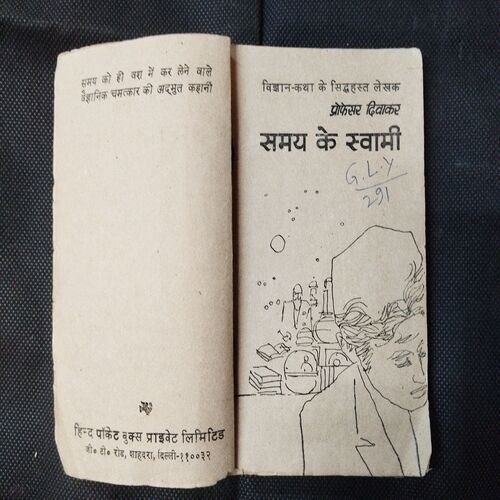 समय को ही वश में कर लेने वाले
वैज्ञानिक चमत्कार की अद्भुत कहानी
हिन्द पॉकेट बुक्स प्राइवेट लिमिटिड
जी० टी० रोड, शाहदरा, दिल्ली-११००३२
विज्ञान-कथा के सिद्धहस्त लेखक
प्रोफेसर दिवाकर
समय के स्वामी
G.L.Y.
291